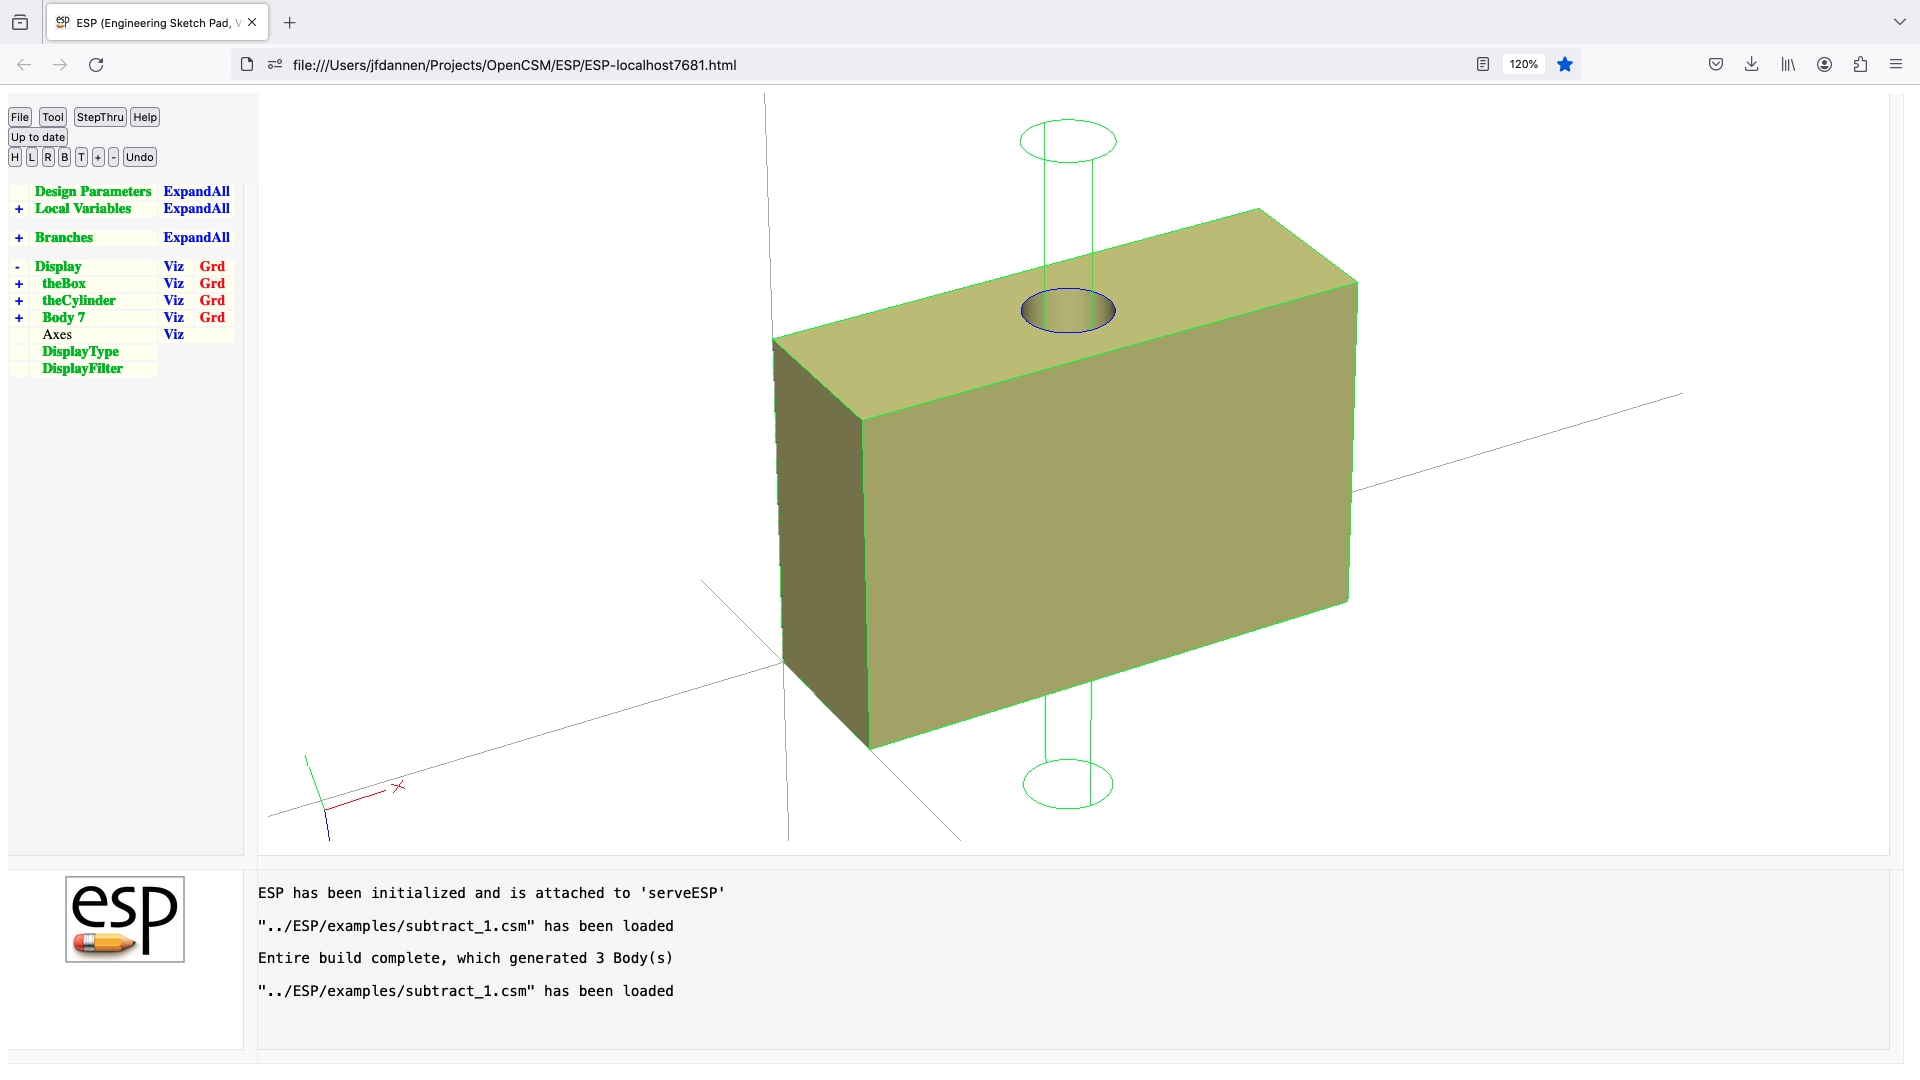 ESP (Engineering Sketch Pad, V
file:///Users/jfdannen/Projects/OpenCSM/ESP/ESP-localhost7681.html
120%
File Tool StepThru Help
Up to date
H L R B T + - Undo
Design Parameters ExpandAll
+ Local Variables ExpandAll
+ Branches ExpandAll
- Display Viz Grd
+ theBox Viz Grd
+ theCylinder Viz Grd
+ Body 7 Viz Grd
Axes Viz
DisplayType
DisplayFilter
X
esp
ESP has been initialized and is attached to 'serveESP'
"../ESP/examples/subtract_1.csm" has been loaded
Entire build complete, which generated 3 Body(s)
"../ESP/examples/subtract_1.csm" has been loaded